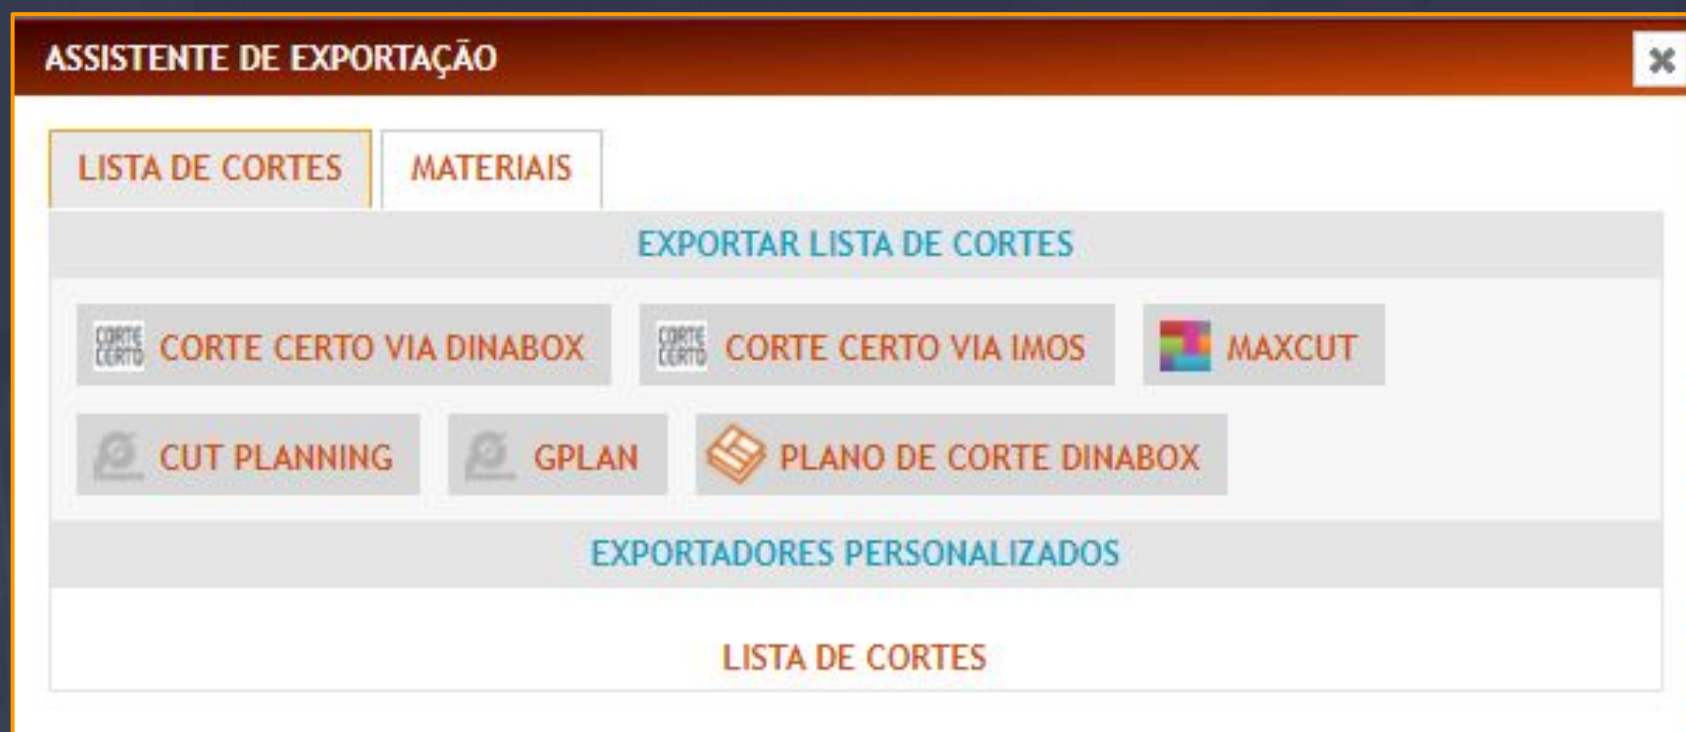 ASSISTENTE DE EXPORTAÇÃO
LISTA DE CORTES MATERIAIS
EXPORTAR LISTA DE CORTES
CORTE CERTO CORTE CERTO VIA DINABOX CORTE CERTO CORTE CERTO VIA IMOS MAXCUT
CUT PLANNING GPLAN PLANO DE CORTE DINABOX
EXPORTADORES PERSONALIZADOS
LISTA DE CORTES